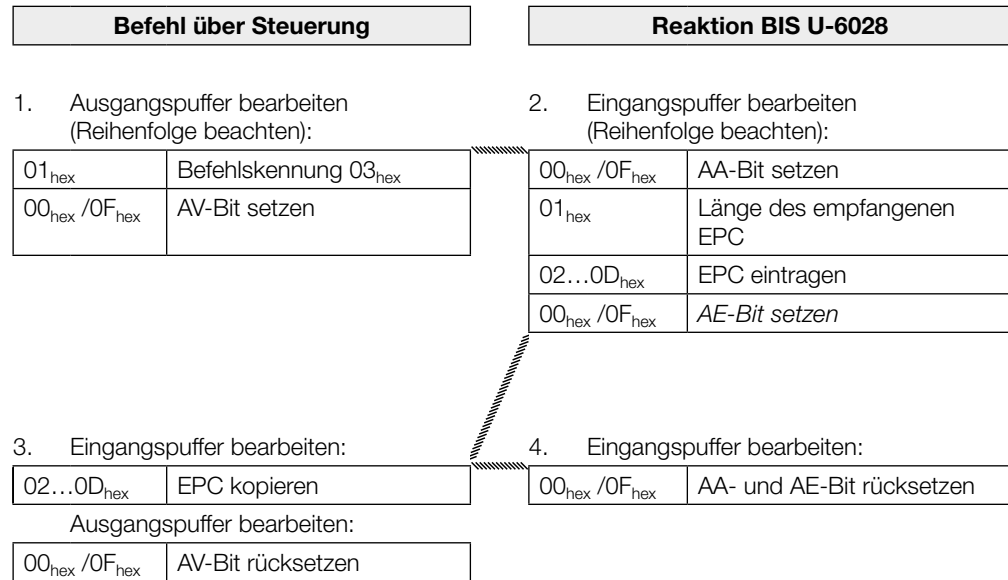 Befehl über Steuerung
Reaktion BIS U-6028
1. Ausgangspuffer bearbeiten
(Reihenfolge beachten):
01hex Befehlskennung 03hex
00hex /0Fhex AV-Bit setzen
2. Eingangspuffer bearbeiten
(Reihenfolge beachten):
00hex /0Fhex AA-Bit setzen
01hex Länge des empfangenen
EPC
02…0Dhex EPC eintragen
00hex /0Fhex AE-Bit setzen
3. Eingangspuffer bearbeiten:
02…0Dhex EPC kopieren
Ausgangspuffer bearbeiten:
00hex /0Fhex AV-Bit rücksetzen
4. Eingangspuffer bearbeiten:
00hex /0Fhex AA- und AE-Bit rücksetzen